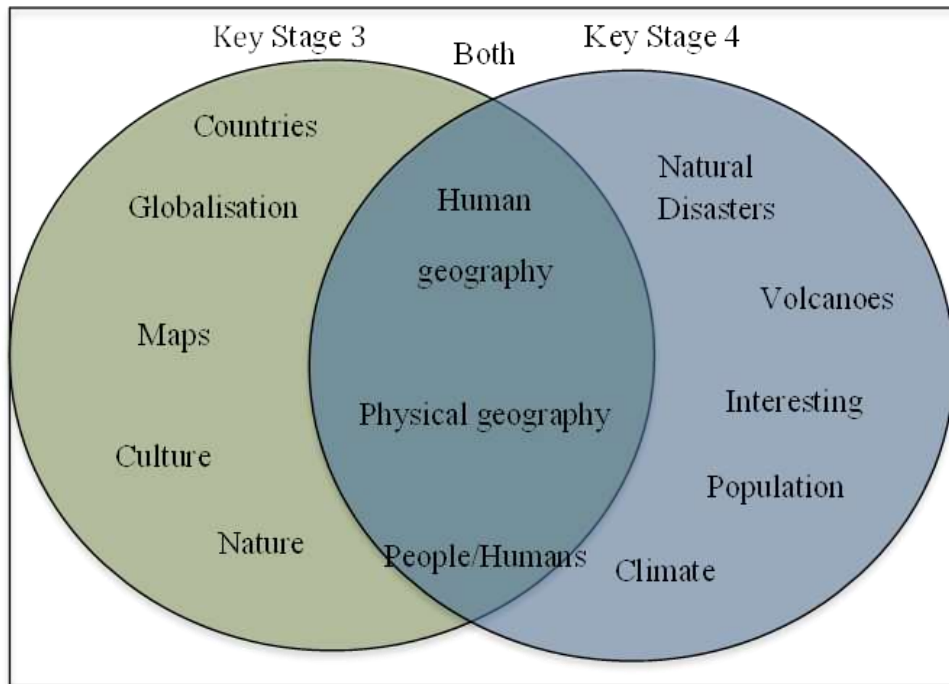 Key Stage 3
Both
Key Stage 4
Countries
Globalisation
Maps
Culture
Nature
Human
geography
Physical geography
People/Humans
Natural
Disasters
Volcanoes
Interesting
Population
Climate